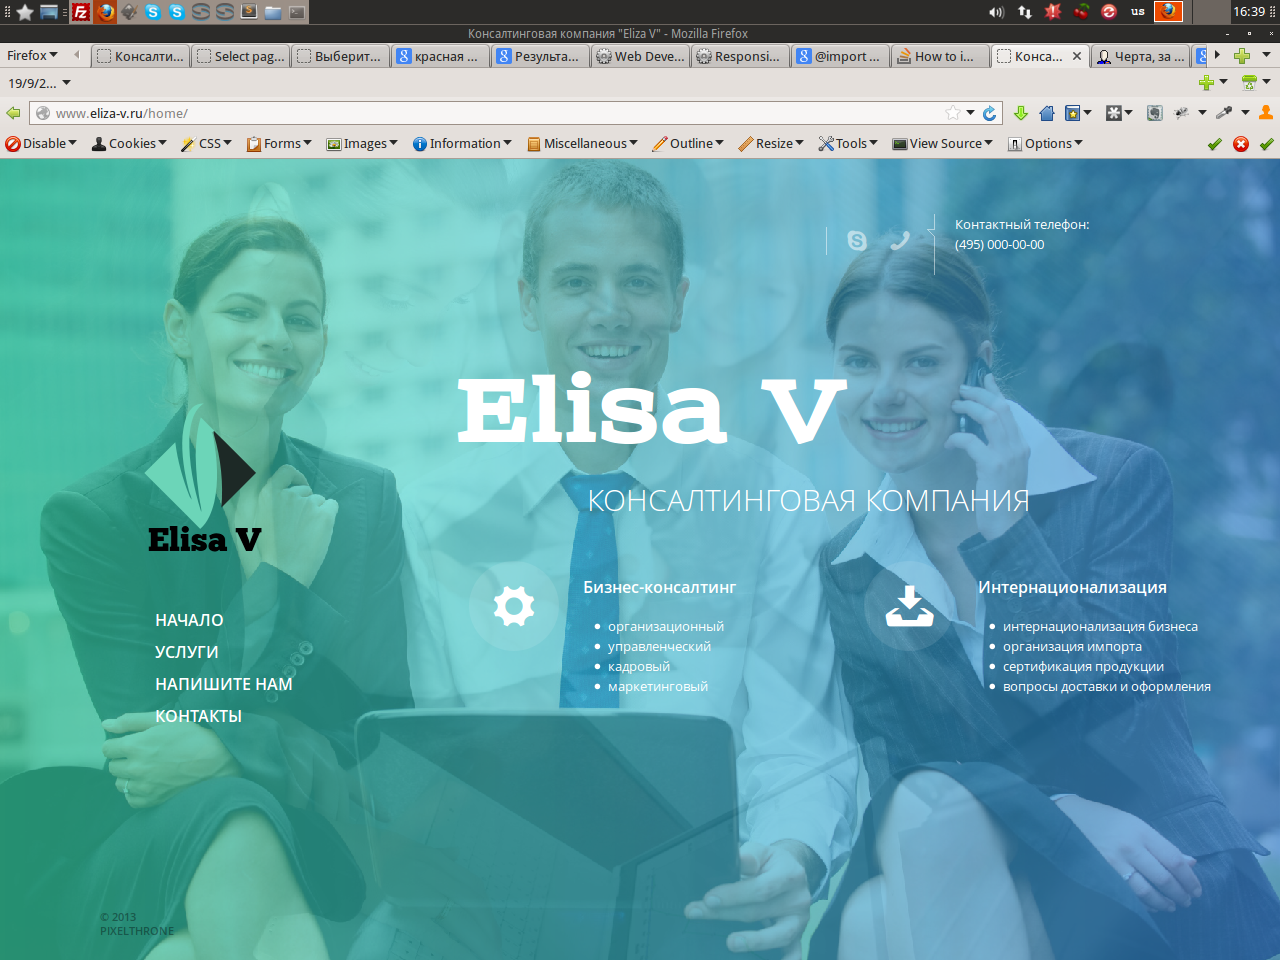 us
16:39
Консалтинговая компания "Eliza V" - Mozilla Firefox
Firefox
Консалти...
Select pag...
Выберит...
красная ...
Результа...
Web Deve...
Responsi...
@import ...
How to i...
Конса...
Черта, за ...
19/9/2...
www.eliza-v.ru/home/
Disable
Cookies
CSS
Forms
Images
Information
Miscellaneous
Outline
Resize
Tools
View Source
Options
Контактный телефон:
(495) 000-00-00
Elisa V
КОНСАЛТИНГОВАЯ КОМПАНИЯ
Elisa V
НАЧАЛО
УСЛУГИ
НАПИШИТЕ НАМ
КОНТАКТЫ
Бизнес-консалтинг
организационный
управленческий
кадровый
маркетинговый
Интернационализация
интернационализация бизнеса
организация импорта
сертификация продукции
вопросы доставки и оформления
© 2013
PIXELTHRONE